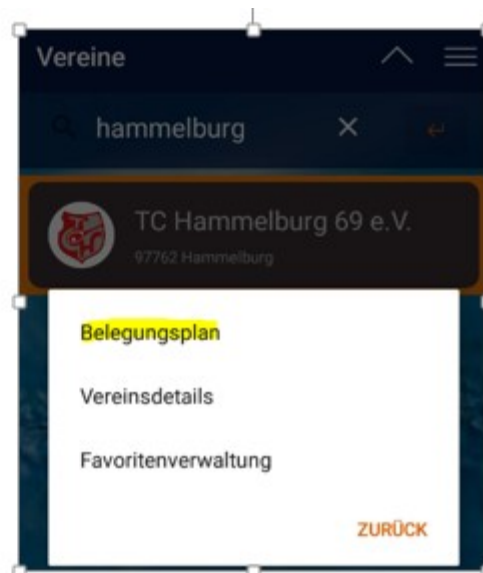 Vereine
hammelburg
TC Hammelburg 69 e.V.
97762 Hammelburg
Belegungsplan
Vereinsdetails
Favoritenverwaltung
ZURÜCK